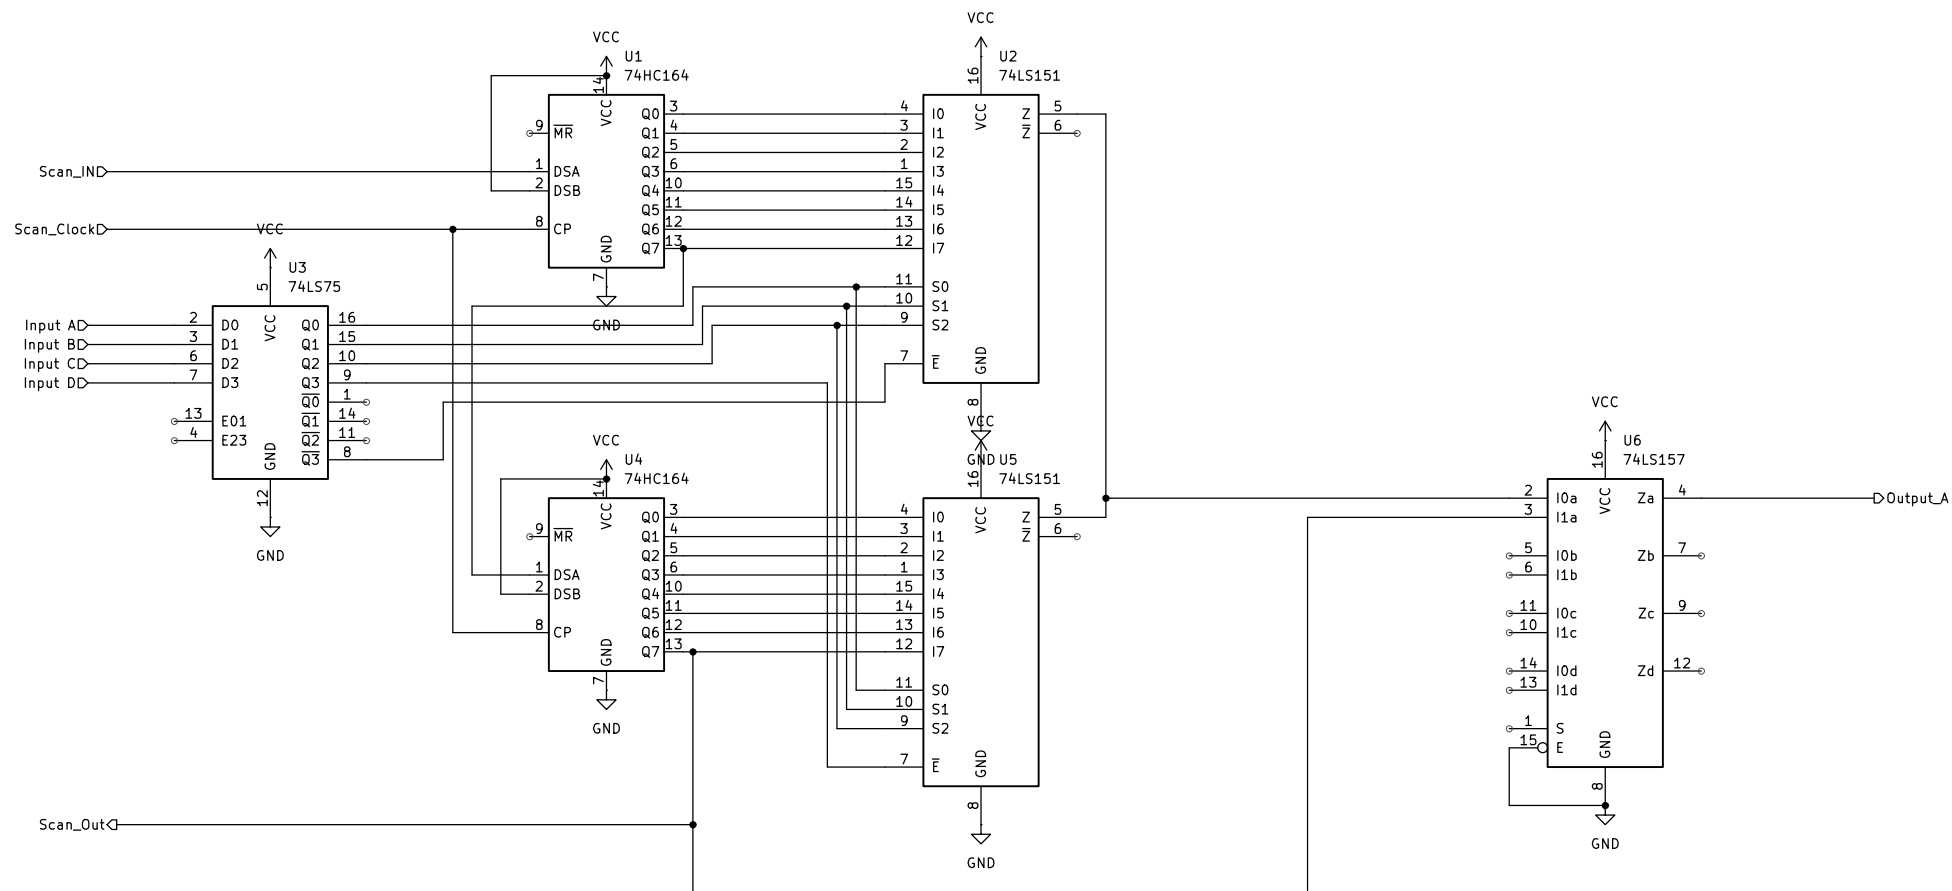 VCC
U2
74LS151
16
VCC
I0
I1
I2
I3
I4
I5
I6
I7
S0
S1
S2
E
Z
Z
GND
4
3
2
1
15
14
13
12
11
10
9
7
5
6
8
GND
VCC
U1
74HC164
14
VCC
MR
DSA
DSB
CP
GND
Q0
Q1
Q2
Q3
Q4
Q5
Q6
Q7
9
1
2
8
3
4
5
6
10
11
12
13
7
GND
Scan_IN
Scan_Clock
VCC
U3
74LS75
5
VCC
Input A
Input B
Input C
Input D
2
3
6
7
13
4
D0
D1
D2
D3
E01
E23
GND
Q0
Q1
Q2
Q3
Q0
Q1
Q2
Q3
16
15
10
9
1
14
11
8
12
GND
VCC
U4
74HC164
14
VCC
MR
DSA
DSB
CP
GND
Q0
Q1
Q2
Q3
Q4
Q5
Q6
Q7
9
1
2
8
3
4
5
6
10
11
12
13
7
GND
VCC
U5
74LS151
16
VCC
I0
I1
I2
I3
I4
I5
I6
I7
S0
S1
S2
E
Z
Z
GND
4
3
2
1
15
14
13
12
11
10
9
7
5
6
8
GND
VCC
U6
74LS157
16
VCC
I0a
I1a
I0b
I1b
I0c
I1c
I0d
I1d
S
E
Za
Zb
Zc
Zd
GND
2
3
5
6
11
10
14
13
1
15
4
7
9
12
8
GND
Output_A
Scan_Out